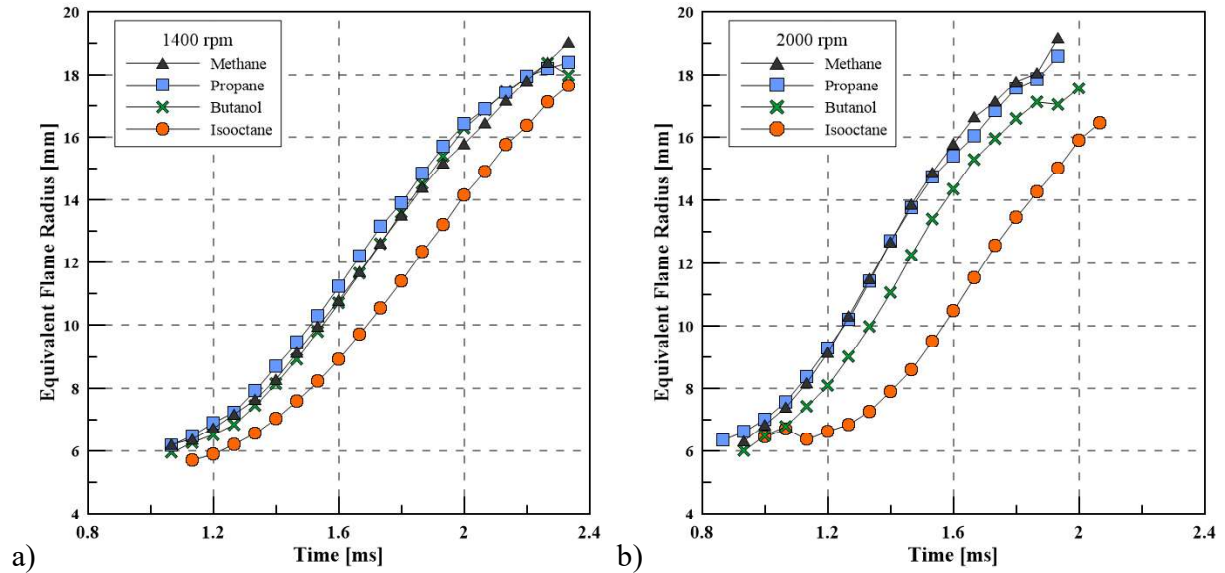 20
18
16
14
12
10
8
6
4
Equivalent Flame Radius [mm]
1400 rpm
Methane
Propane
Butanol
Isooctane
0.8
1.2
1.6
2
2.4
Time [ms]
a)
20
18
16
14
12
10
8
6
4
Equivalent Flame Radius [mm]
2000 rpm
Methane
Propane
Butanol
Isooctane
0.8
1.2
1.6
2
2.4
Time [ms]
b)